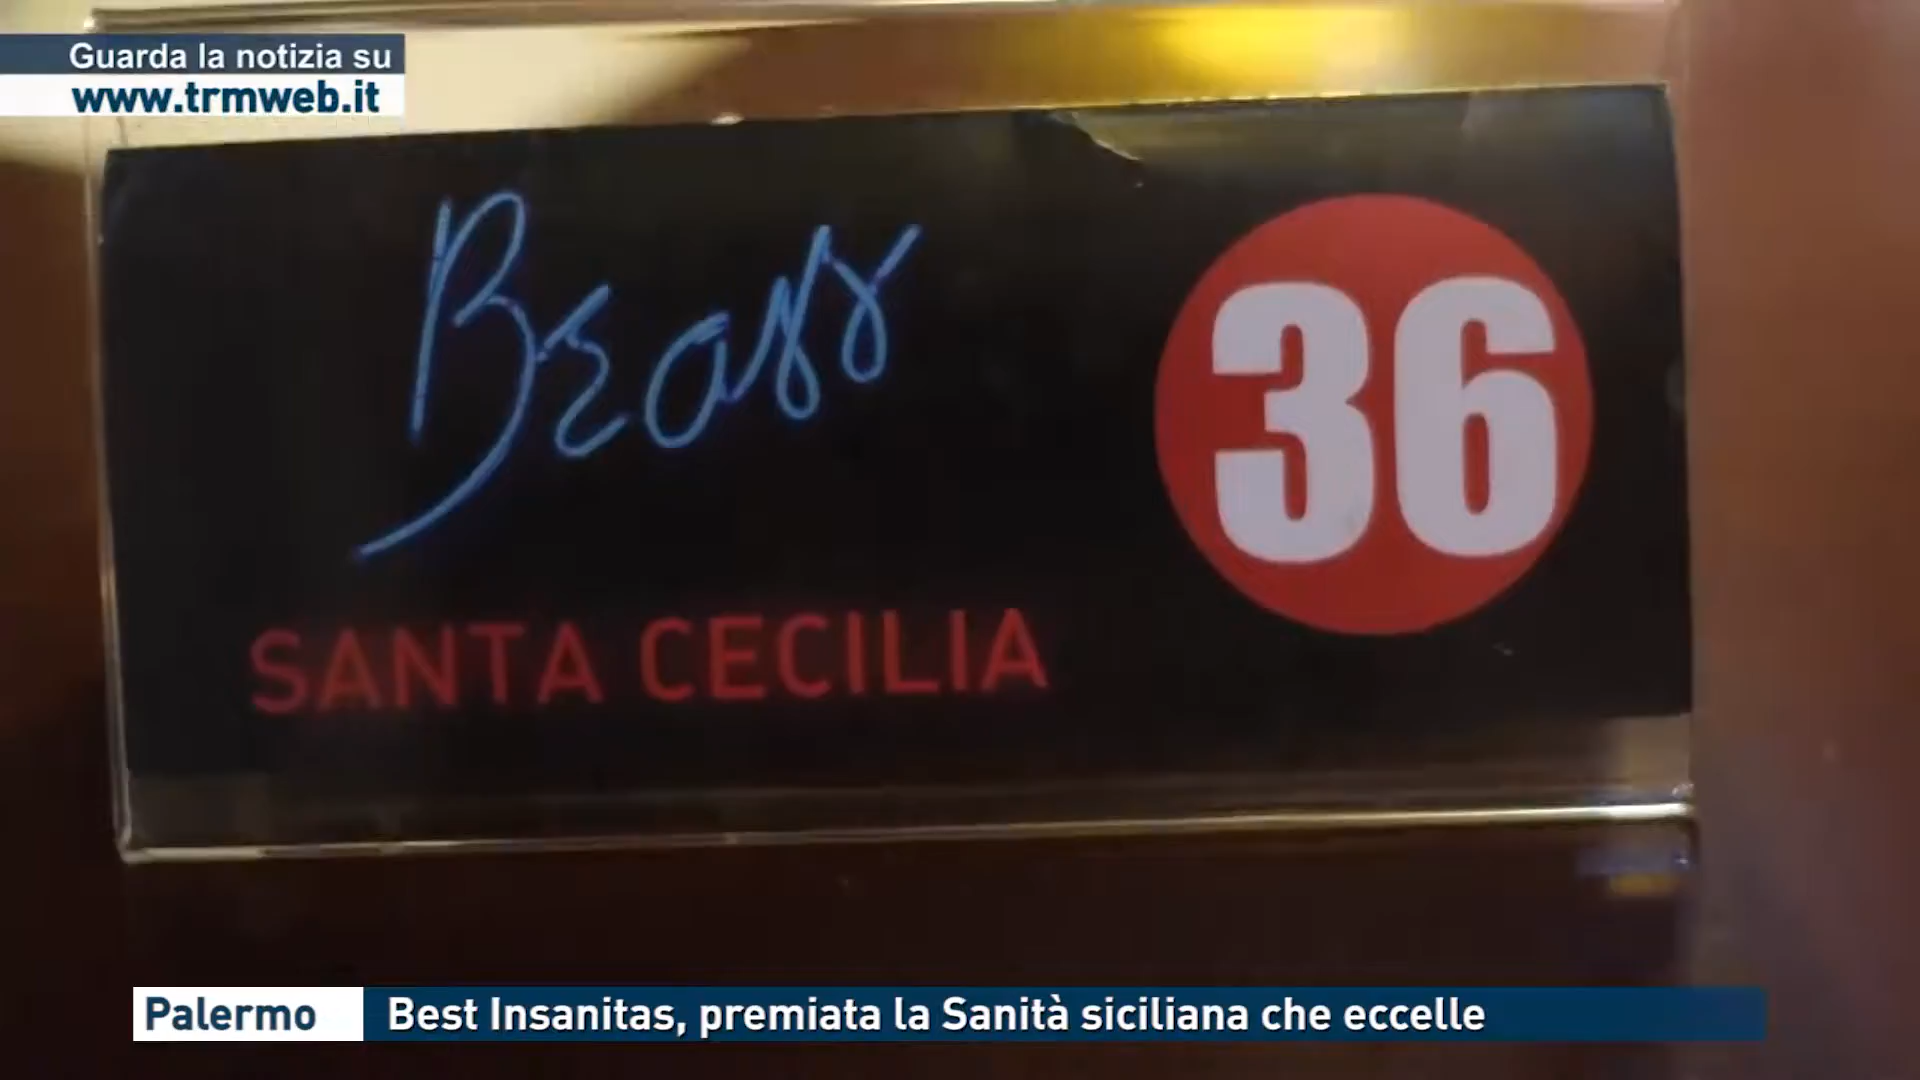 Guarda la notizia su
www.trmweb.it
Brass
36
SANTA CECILIA
Palermo
Best Insanitas, premiata la Sanità siciliana che eccelle